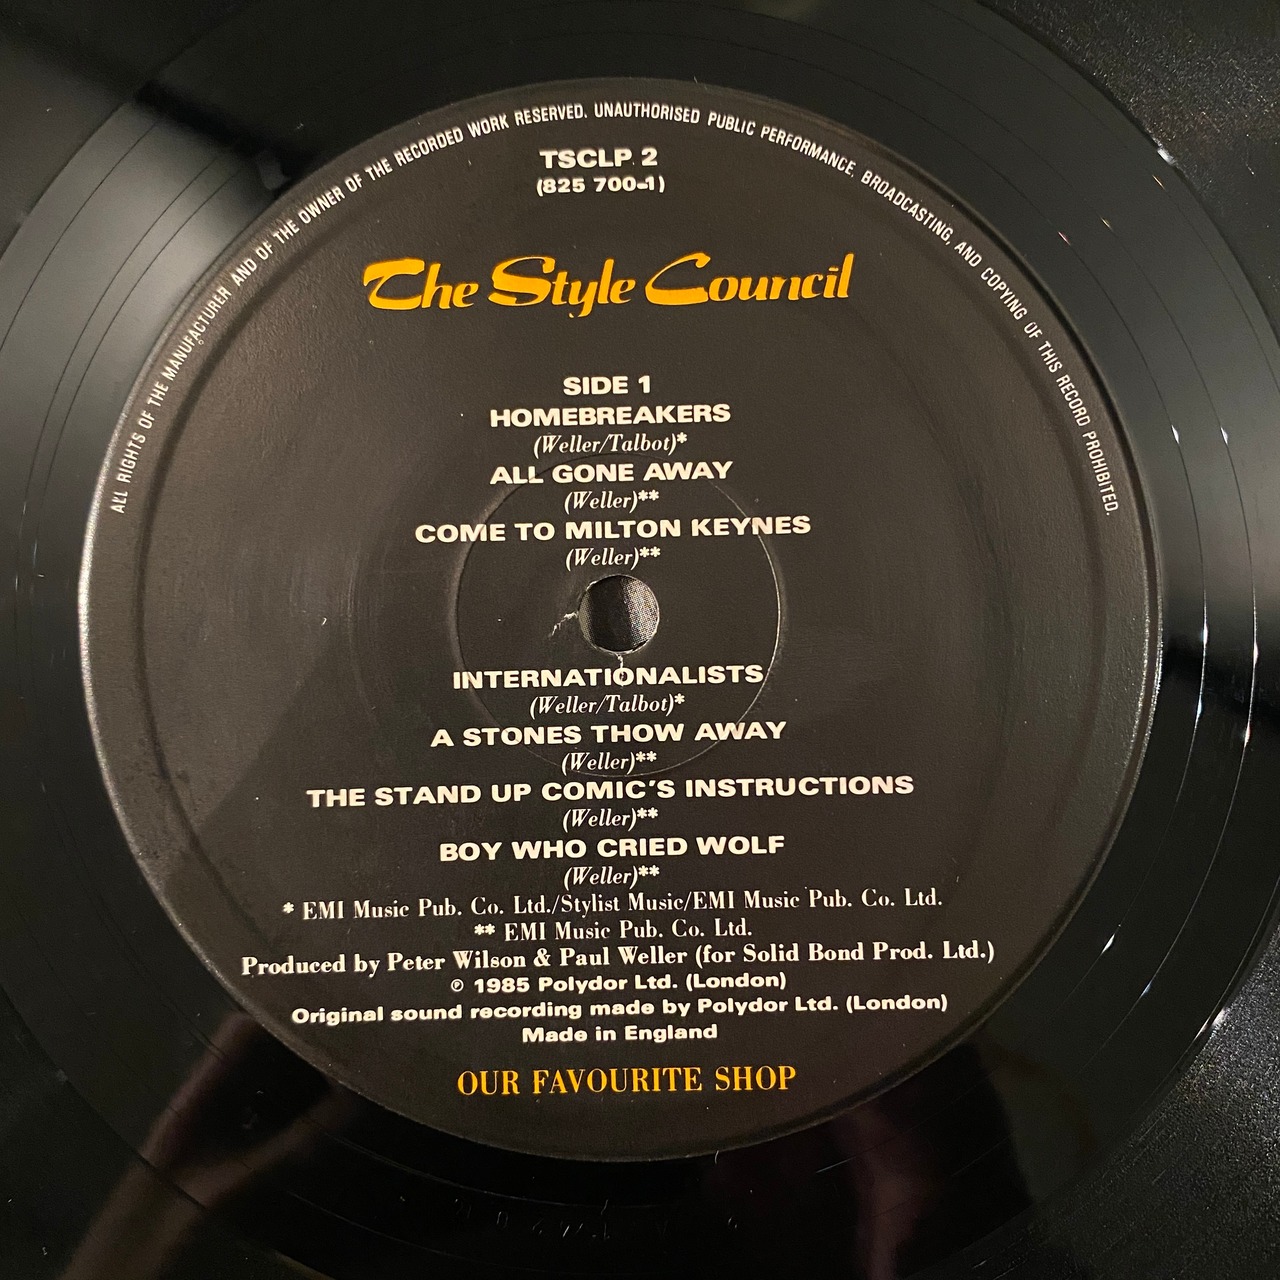 ALL RIGHTS OF THE MANUFACTURER AND OF THE OWNER OF THE RECORDED WORK RESERVED. UNAUTHORISED PUBLIC PERFORMANCE, BROADCASTING, AND COPYING OF THIS RECORD PROHIBITED.
TSCLP 2
(825 700-1)
The Style Council
SIDE 1
HOMEBREAKERS
(Weller/Talbot)*
ALL GONE AWAY
(Weller)**
COME TO MILTON KEYNES
(Weller)**
INTERNATIONALISTS
(Weller/Talbot)*
A STONES THOW AWAY
(Weller)**
THE STAND UP COMIC'S INSTRUCTIONS
(Weller)**
BOY WHO CRIED WOLF
(Weller)**
* EMI Music Pub. Co. Ltd./Stylist Music/EMI Music Pub. Co. Ltd.
** EMI Music Pub. Co. Ltd.
Produced by Peter Wilson & Paul Weller (for Solid Bond Prod. Ltd.)
℗ 1985 Polydor Ltd. (London)
Original sound recording made by Polydor Ltd. (London)
Made in England
OUR FAVOURITE SHOP